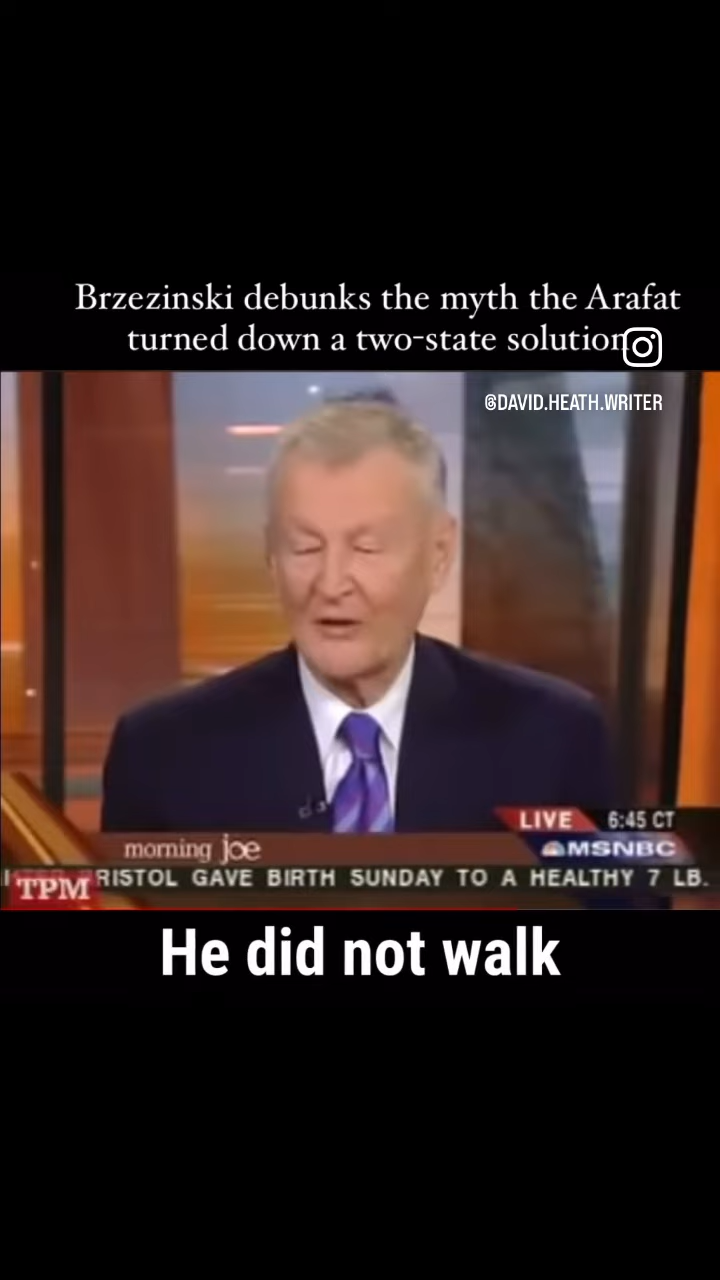 Brzezinski debunks the myth the Arafat
turned down a two-state solution
@DAVID.HEATH.WRITER
LIVE 6:45 CT
morning joe MSNBC
TPM RISTOL GAVE BIRTH SUNDAY TO A HEALTHY 7 LB.
He did not walk